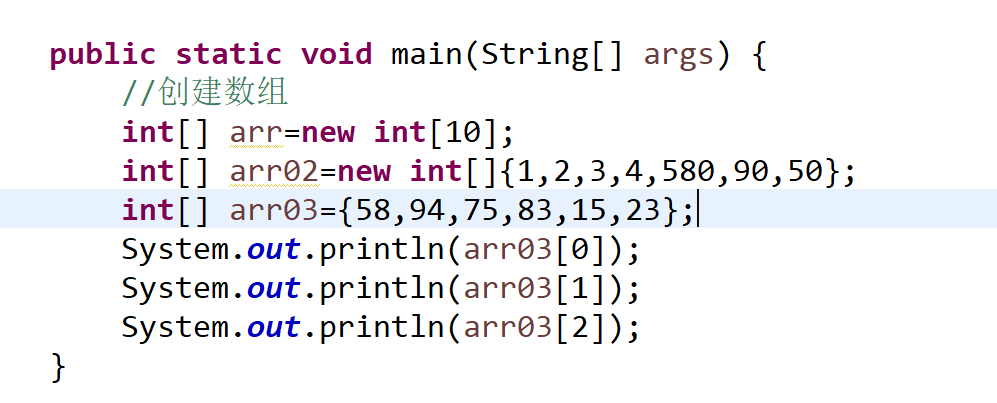 public static void main(String[] args) {
//创建数组
int[] arr=new int[10];
int[] arr02=new int[]{1,2,3,4,580,90,50};
int[] arr03={58,94,75,83,15,23};
System.out.println(arr03[0]);
System.out.println(arr03[1]);
System.out.println(arr03[2]);
}